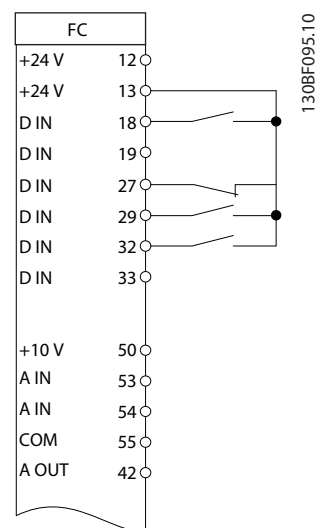 FC
+24 V 12
+24 V 13
D IN 18
D IN 19
D IN 27
D IN 29
D IN 32
D IN 33
+10 V 50
A IN 53
A IN 54
COM 55
A OUT 42
130BF095.10